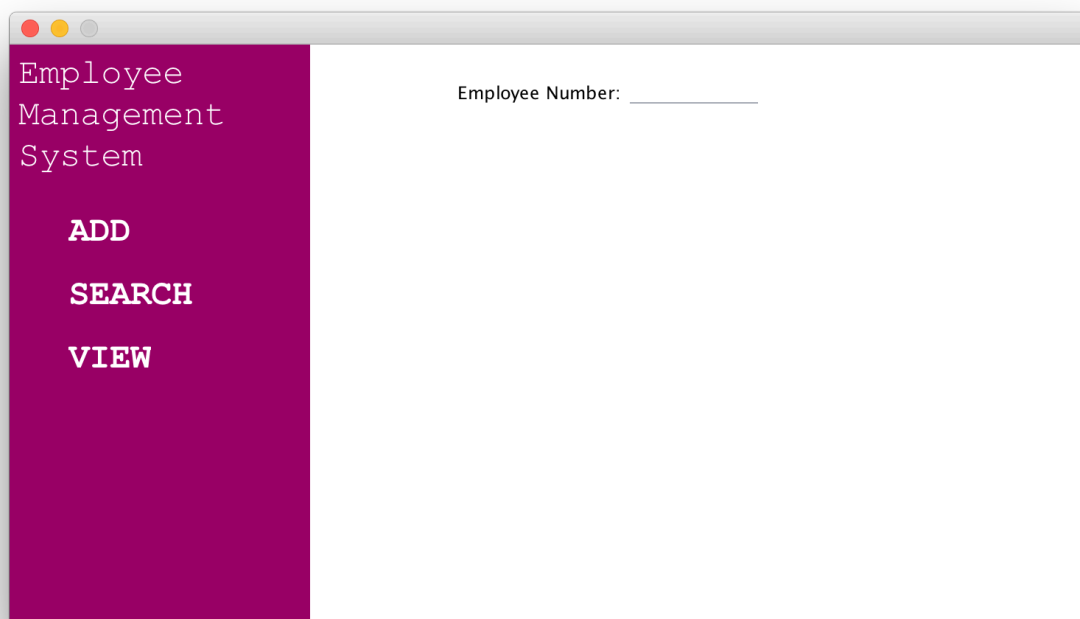 Employee
Management
System
Employee Number:
ADD
SEARCH
VIEW